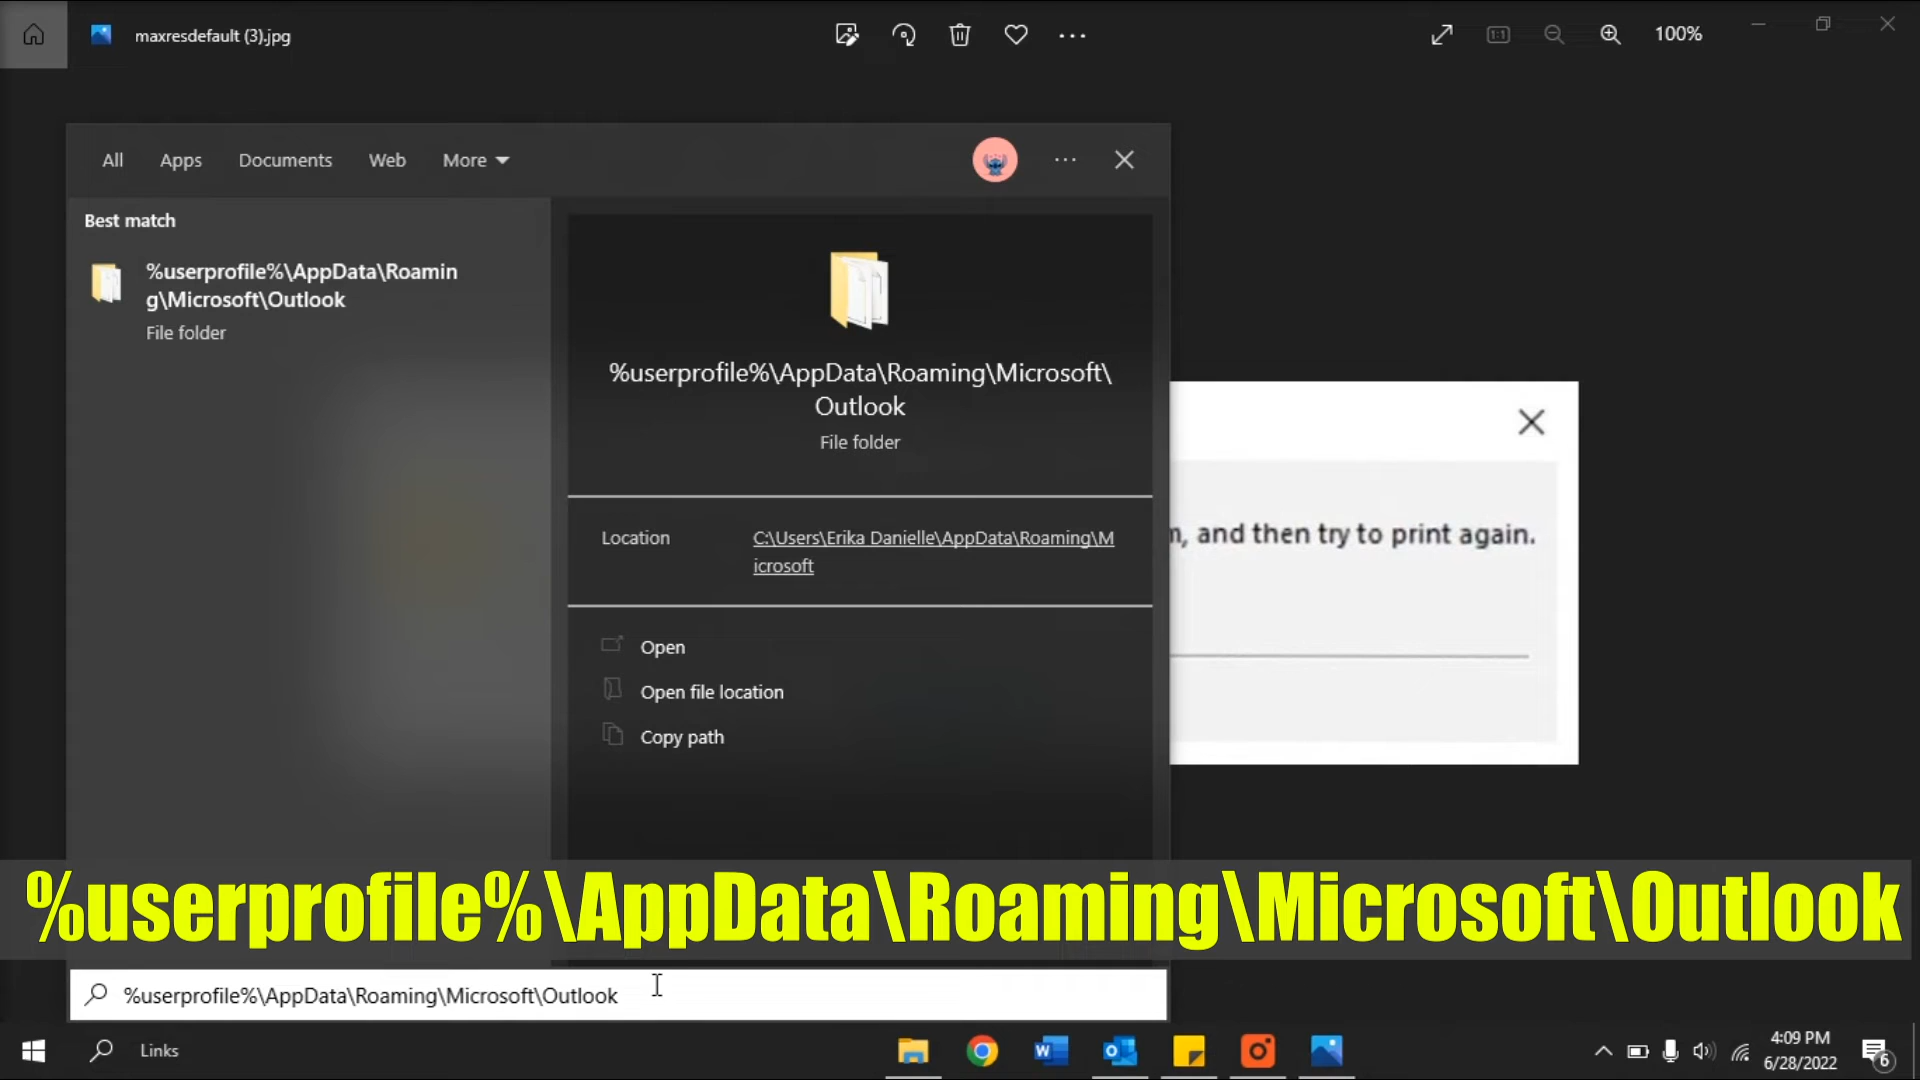 maxresdefault (3).jpg
100%
All Apps Documents Web More
Best match
%userprofile%\AppData\Roamin
g\Microsoft\Outlook
File folder
%userprofile%\AppData\Roaming\Microsoft\
Outlook
File folder
Location C:\Users\Erika Danielle\AppData\Roaming\M
icrosoft
Open
Open file location
Copy path
, and then try to print again.
%userprofile%\AppData\Roaming\Microsoft\Outlook
%userprofile%\AppData\Roaming\Microsoft\Outlook
Links
4:09 PM
6/28/2022
6